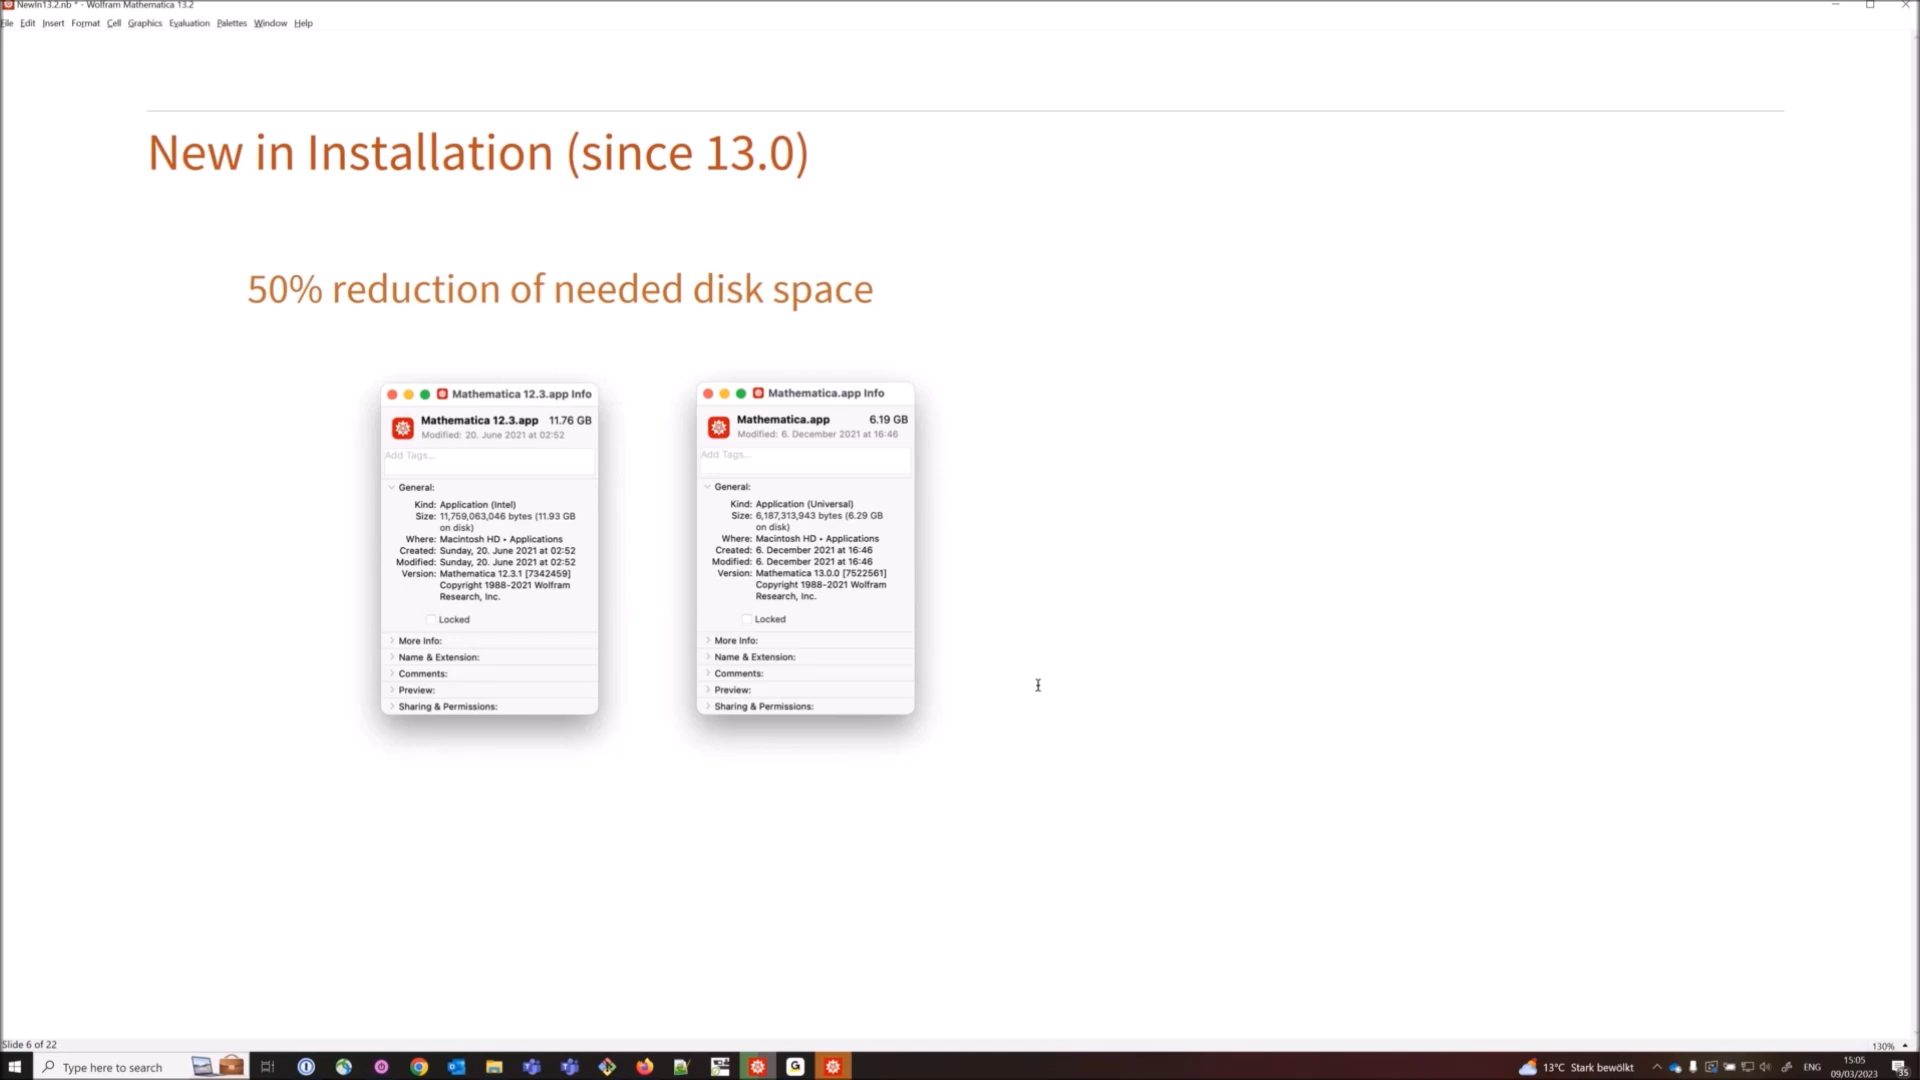 NewIn13.2.nb * - Wolfram Mathematica 13.2
File Edit Insert Format Cell Graphics Evaluation Palettes Window Help
New in Installation (since 13.0)
50% reduction of needed disk space
Mathematica 12.3.app Info
Mathematica 12.3.app 11.76 GB
Modified: 20. June 2021 at 02:52
Add Tags...
General:
Kind: Application (Intel)
Size: 11,759,063,046 bytes (11.93 GB
on disk)
Where: Macintosh HD • Applications
Created: Sunday, 20. June 2021 at 02:52
Modified: Sunday, 20. June 2021 at 02:52
Version: Mathematica 12.3.1 [7342459]
Copyright 1988-2021 Wolfram
Research, Inc.
Locked
More Info:
Name & Extension:
Comments:
Preview:
Sharing & Permissions:
Mathematica.app Info
Mathematica.app 6.19 GB
Modified: 6. December 2021 at 16:46
Add Tags...
General:
Kind: Application (Universal)
Size: 6,187,313,943 bytes (6.29 GB
on disk)
Where: Macintosh HD • Applications
Created: 6. December 2021 at 16:46
Modified: 6. December 2021 at 16:46
Version: Mathematica 13.0.0 [7522561]
Copyright 1988-2021 Wolfram
Research, Inc.
Locked
More Info:
Name & Extension:
Comments:
Preview:
Sharing & Permissions:
Slide 6 of 22
130%
Type here to search
13°C Stark bewölkt
ENG
15:05
09/03/2023
35